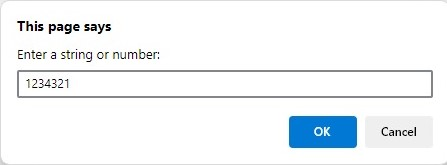 This page says
Enter a string or number:
1234321
OK Cancel